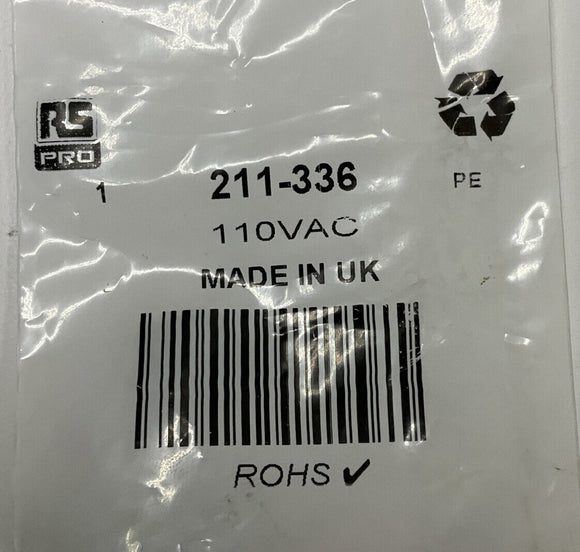 RS
PRO
1
211-336
PE
110VAC
MADE IN UK
ROHS ✓